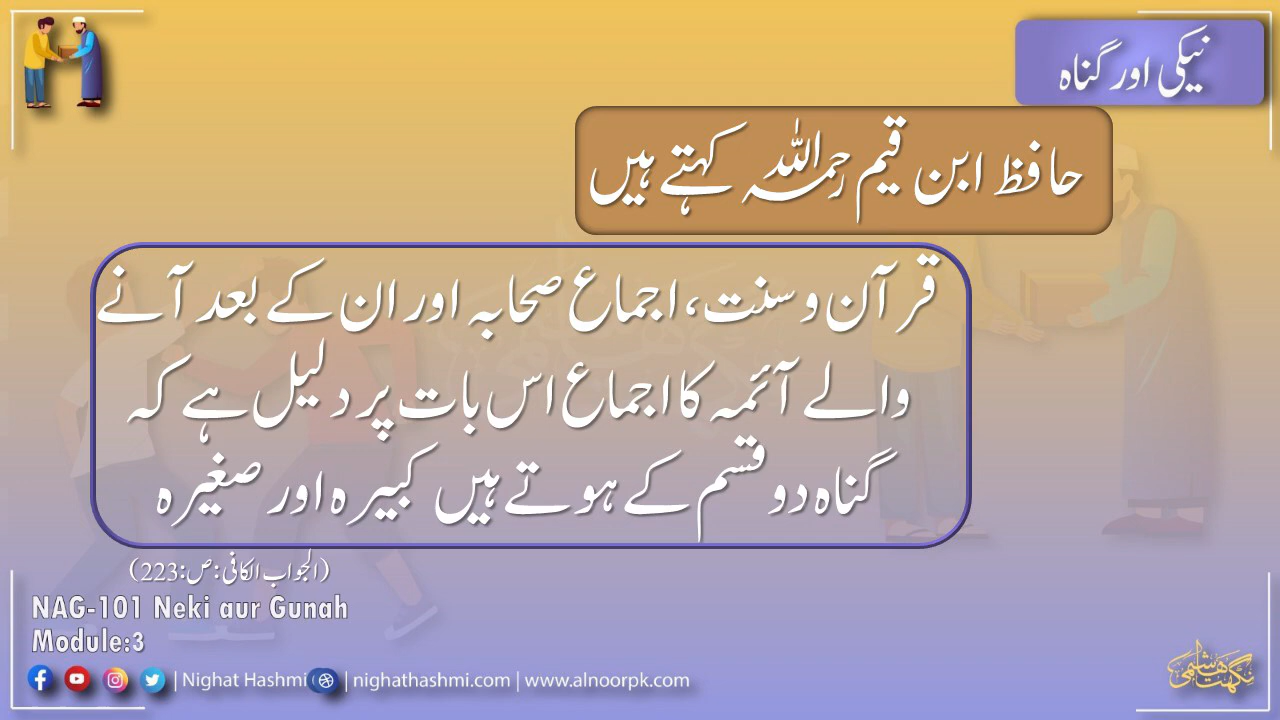 نیکی اور گناہ
حافظ ابن قیم رحمہ اللہ کہتے ہیں
قرآن و سنت، اجماع صحابہ اور ان کے بعد آنے
والے آئمہ کا اجماع اس بات پر دلیل ہے کہ
گناہ دو قسم کے ہوتے ہیں کبیرہ اور صغیرہ
(الجواب الکافی: ص:223)
NAG-101 Neki aur Gunah
Module:3
| Nighat Hashmi | nighathashmi.com | www.alnoorpk.com
نگہت ہاشمی